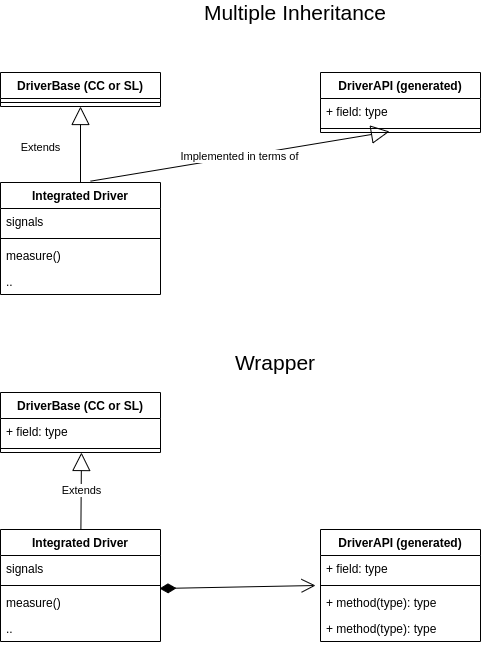 Multiple Inheritance
DriverBase (CC or SL)
DriverAPI (generated)
+ field: type
Extends
Implemented in terms of
Integrated Driver
signals
measure()
..
Wrapper
DriverBase (CC or SL)
+ field: type
Extends
Integrated Driver
signals
measure()
..
DriverAPI (generated)
+ field: type
+ method(type): type
+ method(type): type